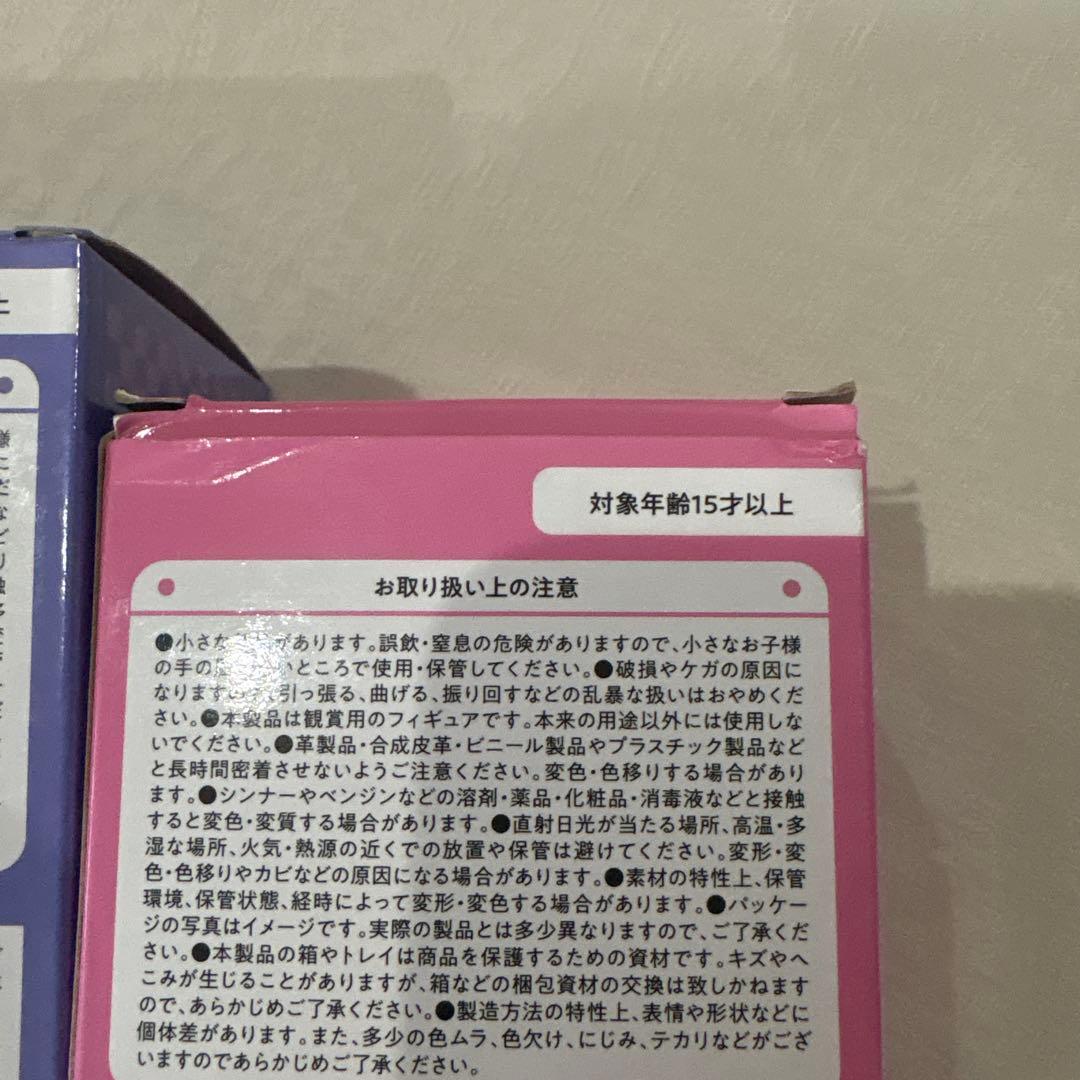 対象年齢15才以上
お取り扱い上の注意
●小さながあります。誤飲・窒息の危険がありますので、小さなお子様
の手のいところで使用・保管してください。●破損やケガの原因に
なります、引っ張る、曲げる、振り回すなどの乱暴な扱いはおやめくだ
さい。●本製品は観賞用のフィギュアです。本来の用途以外には使用しな
いでください。●革製品・合成皮革・ビニール製品やプラスチック製品など
と長時間密着させないようご注意ください。変色・色移りする場合があり
ます。●シンナーやベンジンなどの溶剤・薬品・化粧品・消毒液などと接触
すると変色・変質する場合があります。●直射日光が当たる場所、高温・多
湿な場所、火気・熱源の近くでの放置や保管は避けてください。変形・変
色・色移りやカビなどの原因になる場合があります。●素材の特性上、保管
環境、保管状態、経時によって変形・変色する場合があります。●パッケー
ジの写真はイメージです。実際の製品とは多少異なりますので、ご了承くだ
さい。●本製品の箱やトレイは商品を保護するための資材です。キズやへ
こみが生じることがありますが、箱などの梱包資材の交換は致しかねます
ので、あらかじめご了承ください。●製造方法の特性上、表情や形状などに
個体差があります。また、多少の色ムラ、色欠け、にじみ、テカリなどがござ
いますのであらかじめご了承ください。